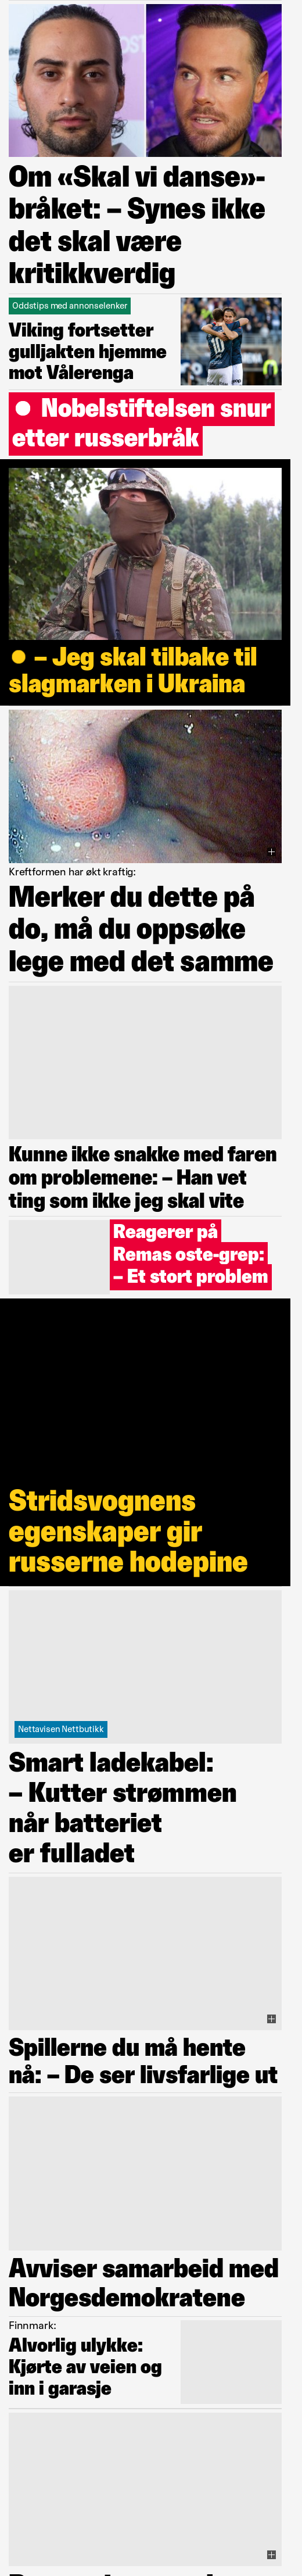 Om «Skal vi danse»-
bråket: – Synes ikke
det skal være
kritikkverdig
Oddstips med annonselenker
Viking fortsetter
gulljakten hjemme
mot Vålerenga
Nobelstiftelsen snur
etter russerbråk
– Jeg skal tilbake til
slagmarken i Ukraina
Kreftformen har økt kraftig:
Merker du dette på
do, må du oppsøke
lege med det samme
Kunne ikke snakke med faren
om problemene: – Han vet
ting som ikke jeg skal vite
Reagerer på
Remas oste-grep:
– Et stort problem
Stridsvognens
egenskaper gir
russerne hodepine
Nettavisen Nettbutikk
Smart ladekabel:
– Kutter strømmen
når batteriet
er fulladet
Spillerne du må hente
nå: – De ser livsfarlige ut
Avviser samarbeid med
Norgesdemokratene
Finnmark:
Alvorlig ulykke:
Kjørte av veien og
inn i garasje